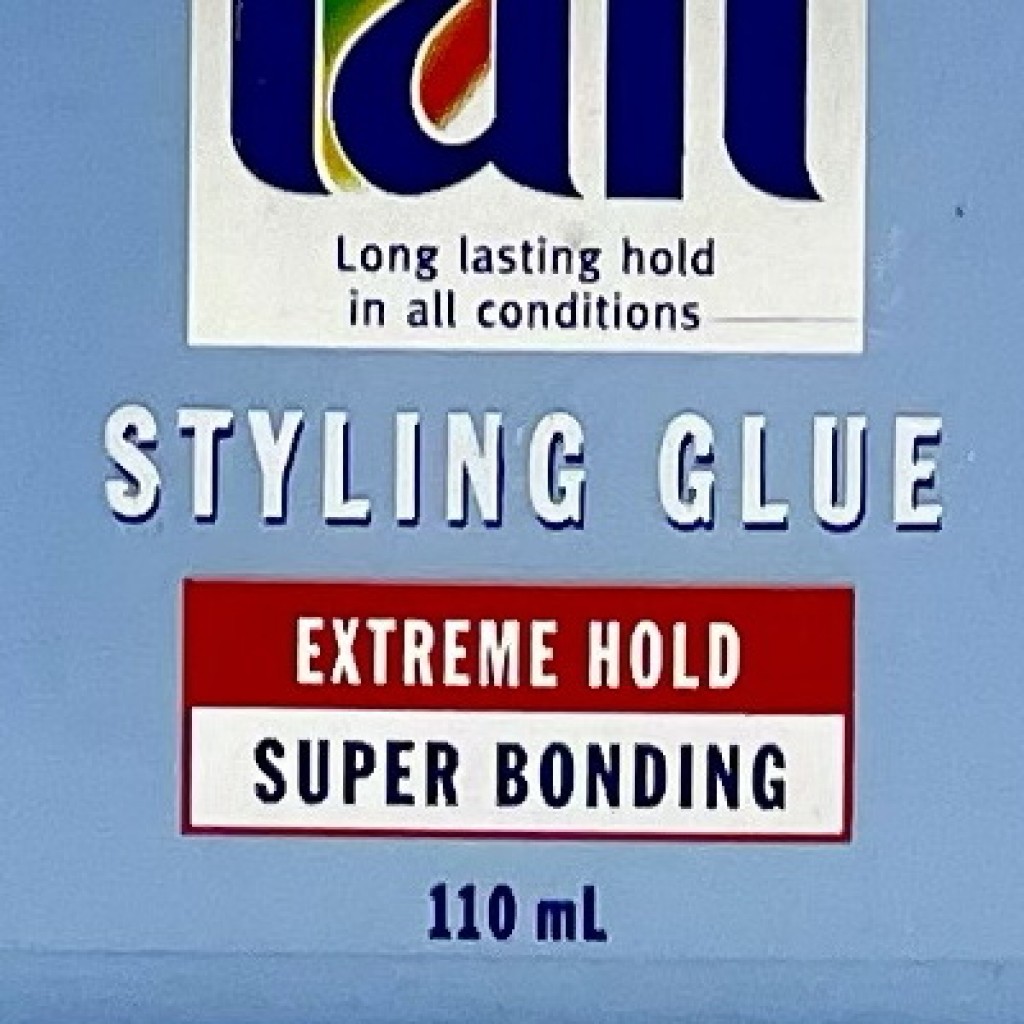 Long lasting hold
in all conditions
STYLING GLUE
EXTREME HOLD
SUPER BONDING
110 mL